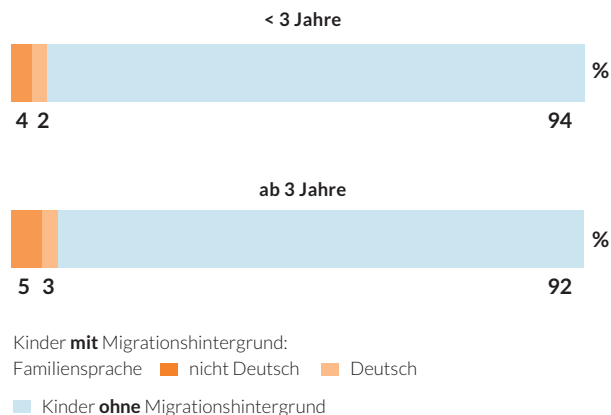 < 3 Jahre
%
4 2 94
ab 3 Jahre
%
5 3 92
Kinder mit Migrationshintergrund:
Familiensprache nicht Deutsch Deutsch
Kinder ohne Migrationshintergrund